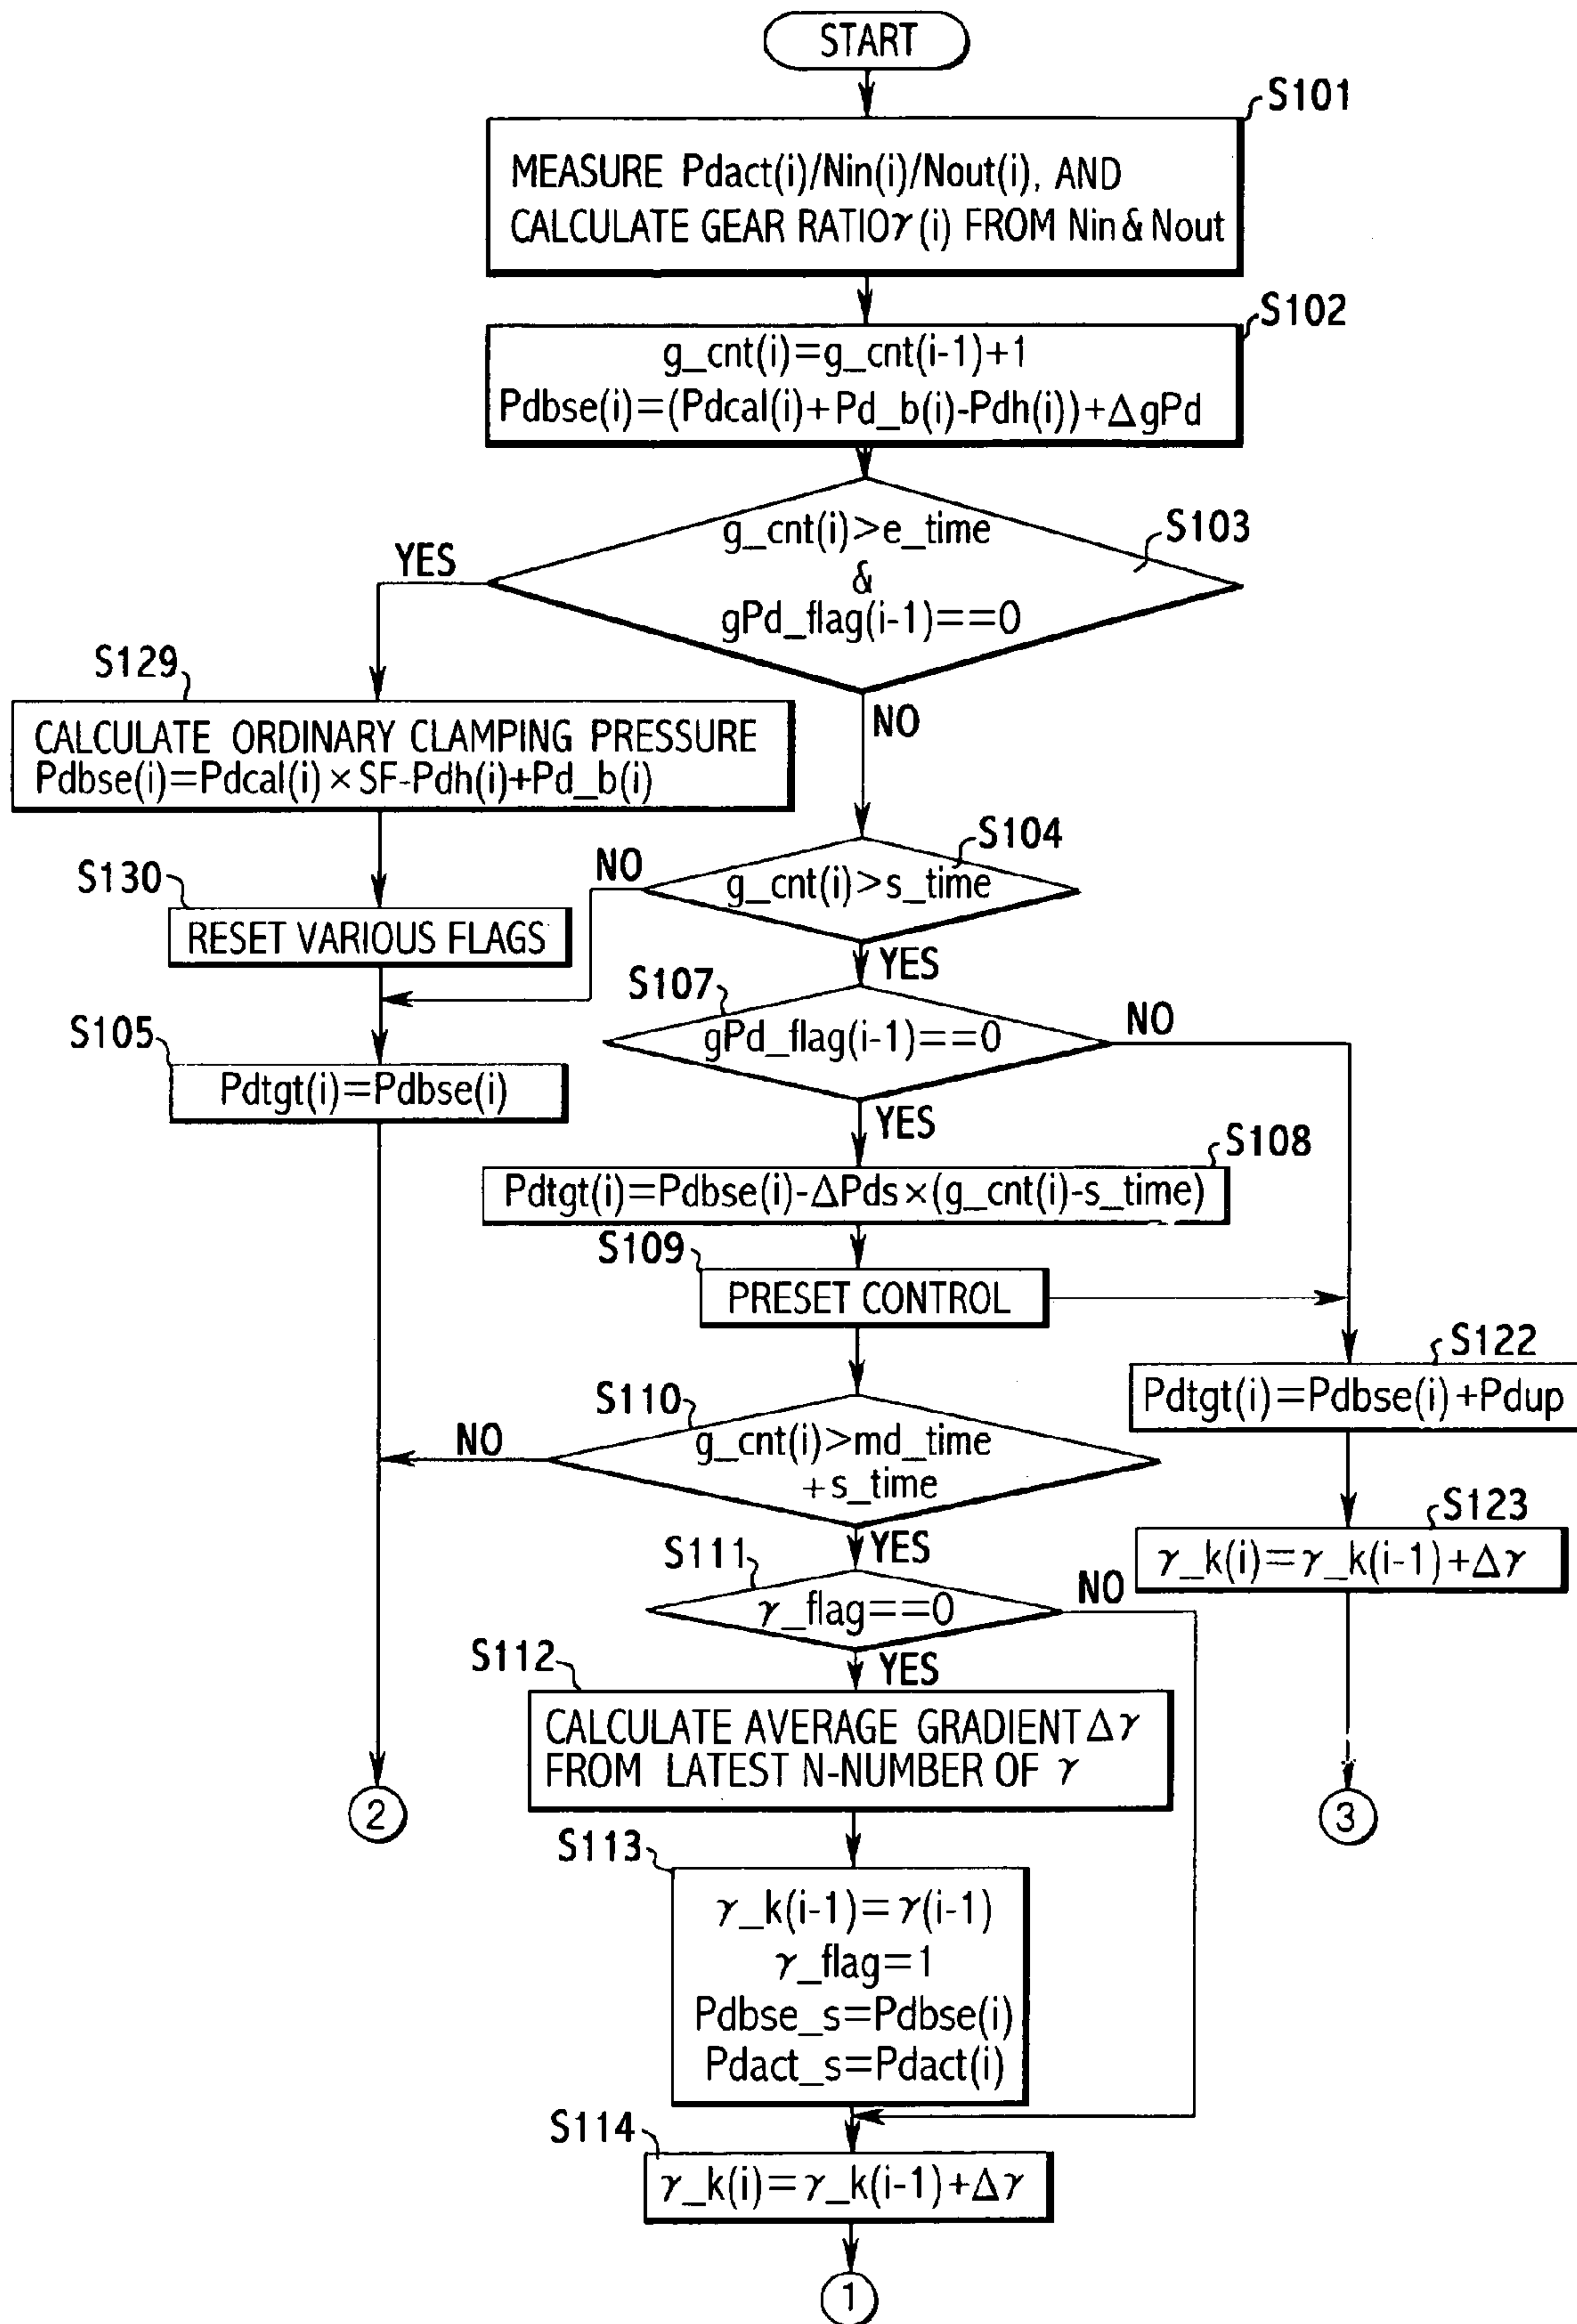 START
S101
MEASURE Pdact(i)/Nin(i)/Nout(i), AND
CALCULATE GEAR RATIOγ(i) FROM Nin & Nout
S102
g_cnt(i)=g_cnt(i-1)+1
Pdbse(i)=(Pdcal(i)+Pd_b(i)-Pdh(i))+ΔgPd
S103
g_cnt(i)>e_time
&
gPd_flag(i-1)==0
YES
NO
S129
CALCULATE ORDINARY CLAMPING PRESSURE
Pdbse(i)=Pdcal(i)×SF-Pdh(i)+Pd_b(i)
S104
g_cnt(i)>s_time
NO
YES
S130
RESET VARIOUS FLAGS
S107
gPd_flag(i-1)==0
NO
YES
S105
Pdtgt(i)=Pdbse(i)
S108
Pdtgt(i)=Pdbse(i)-ΔPds×(g_cnt(i)-s_time)
S109
PRESET CONTROL
S122
Pdtgt(i)=Pdbse(i)+Pdup
S110
g_cnt(i)>md_time
+s_time
NO
YES
S123
γ_k(i)=γ_k(i-1)+Δγ
S111
γ_flag==0
NO
YES
S112
CALCULATE AVERAGE GRADIENT Δγ
FROM LATEST N-NUMBER OF γ
2
3
S113
γ_k(i-1)=γ(i-1)
γ_flag=1
Pdbse_s=Pdbse(i)
Pdact_s=Pdact(i)
S114
γ_k(i)=γ_k(i-1)+Δγ
1